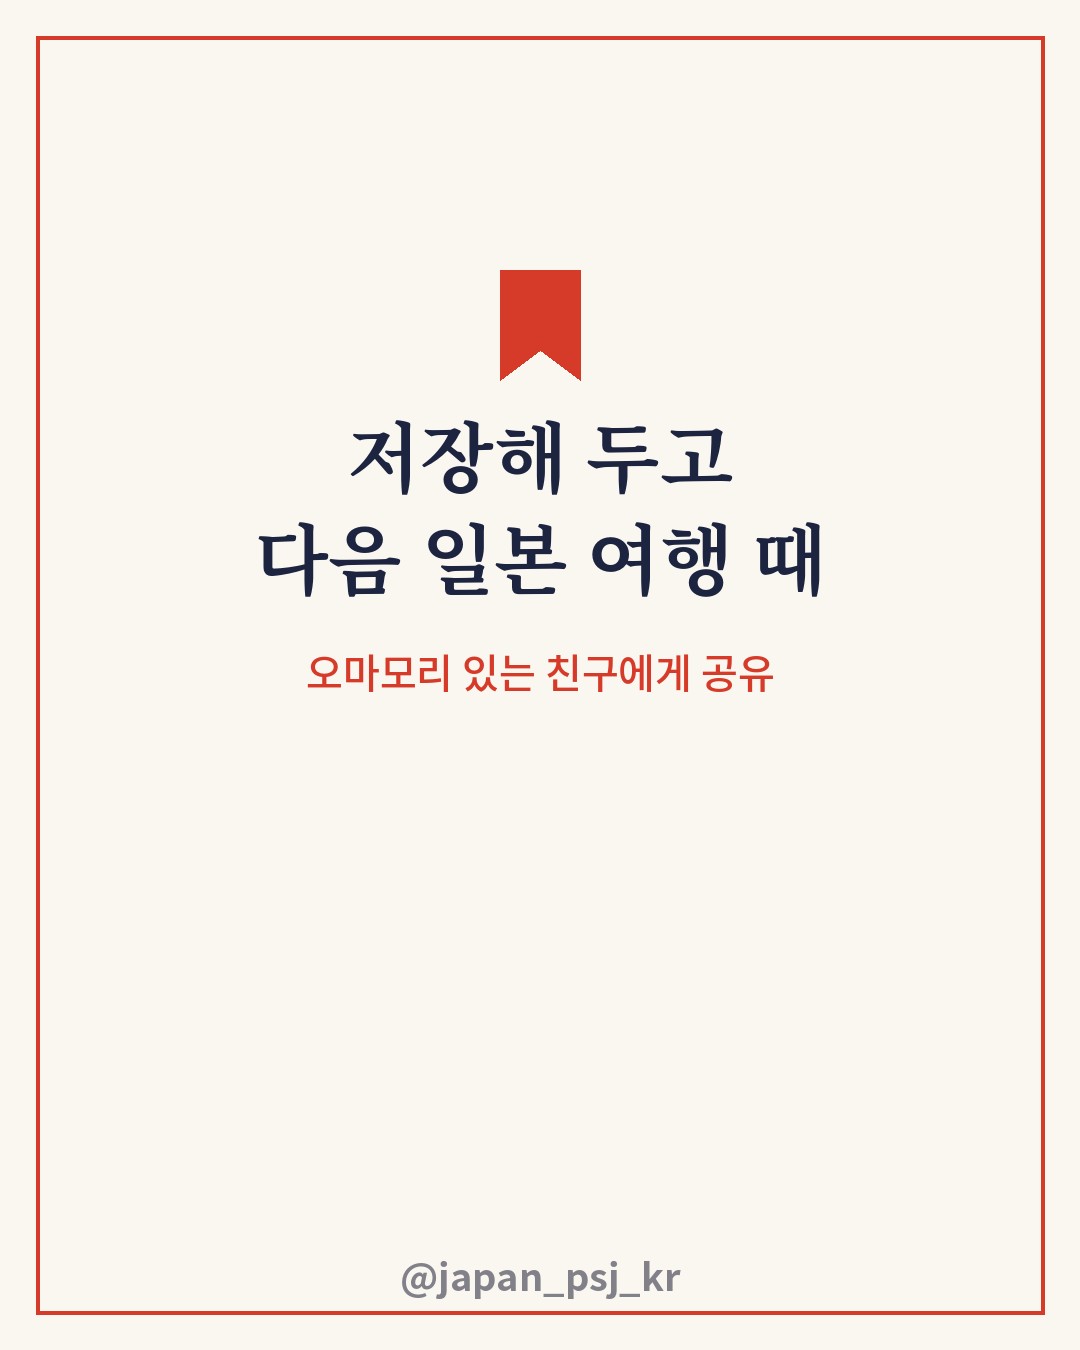 저장해 두고
다음 일본 여행 때
오마모리 있는 친구에게 공유
@japan_psj_kr